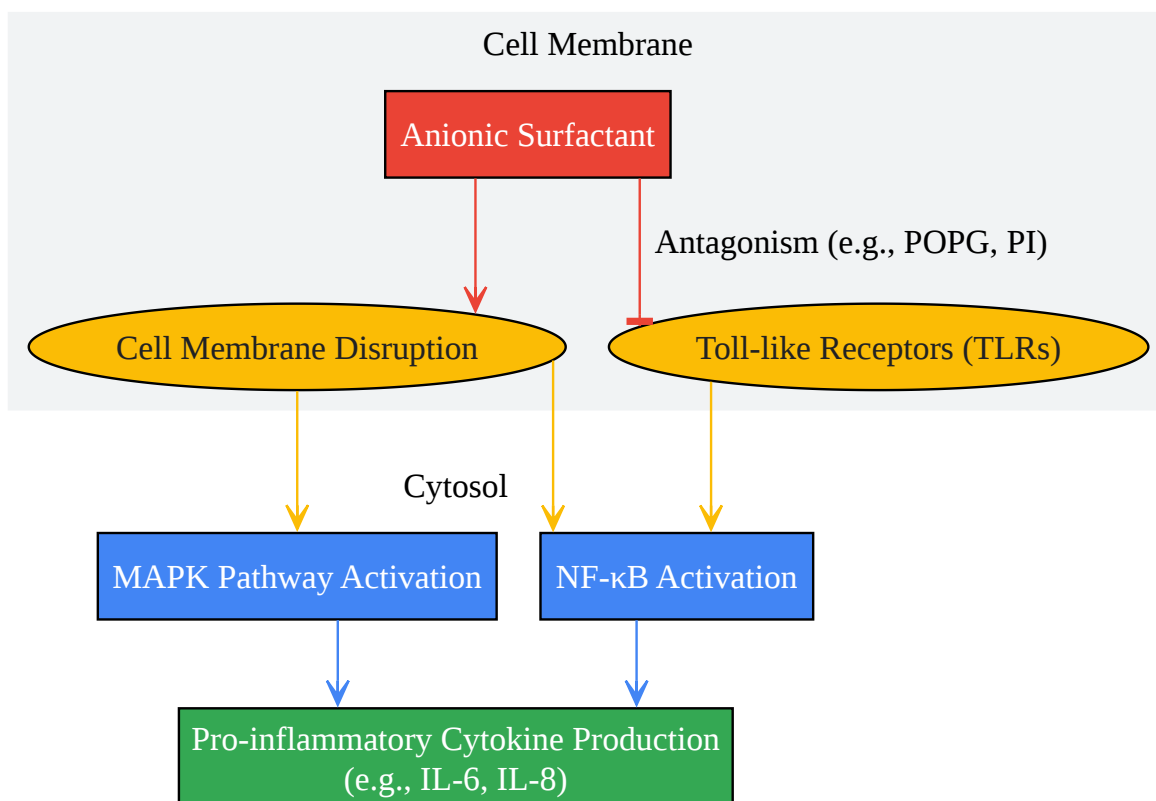 Cell Membrane
Anionic Surfactant
Antagonism (e.g., POPG, PI)
Cell Membrane Disruption
Toll-like Receptors (TLRs)
Cytosol
MAPK Pathway Activation
NF-κB Activation
Pro-inflammatory Cytokine Production
(e.g., IL-6, IL-8)